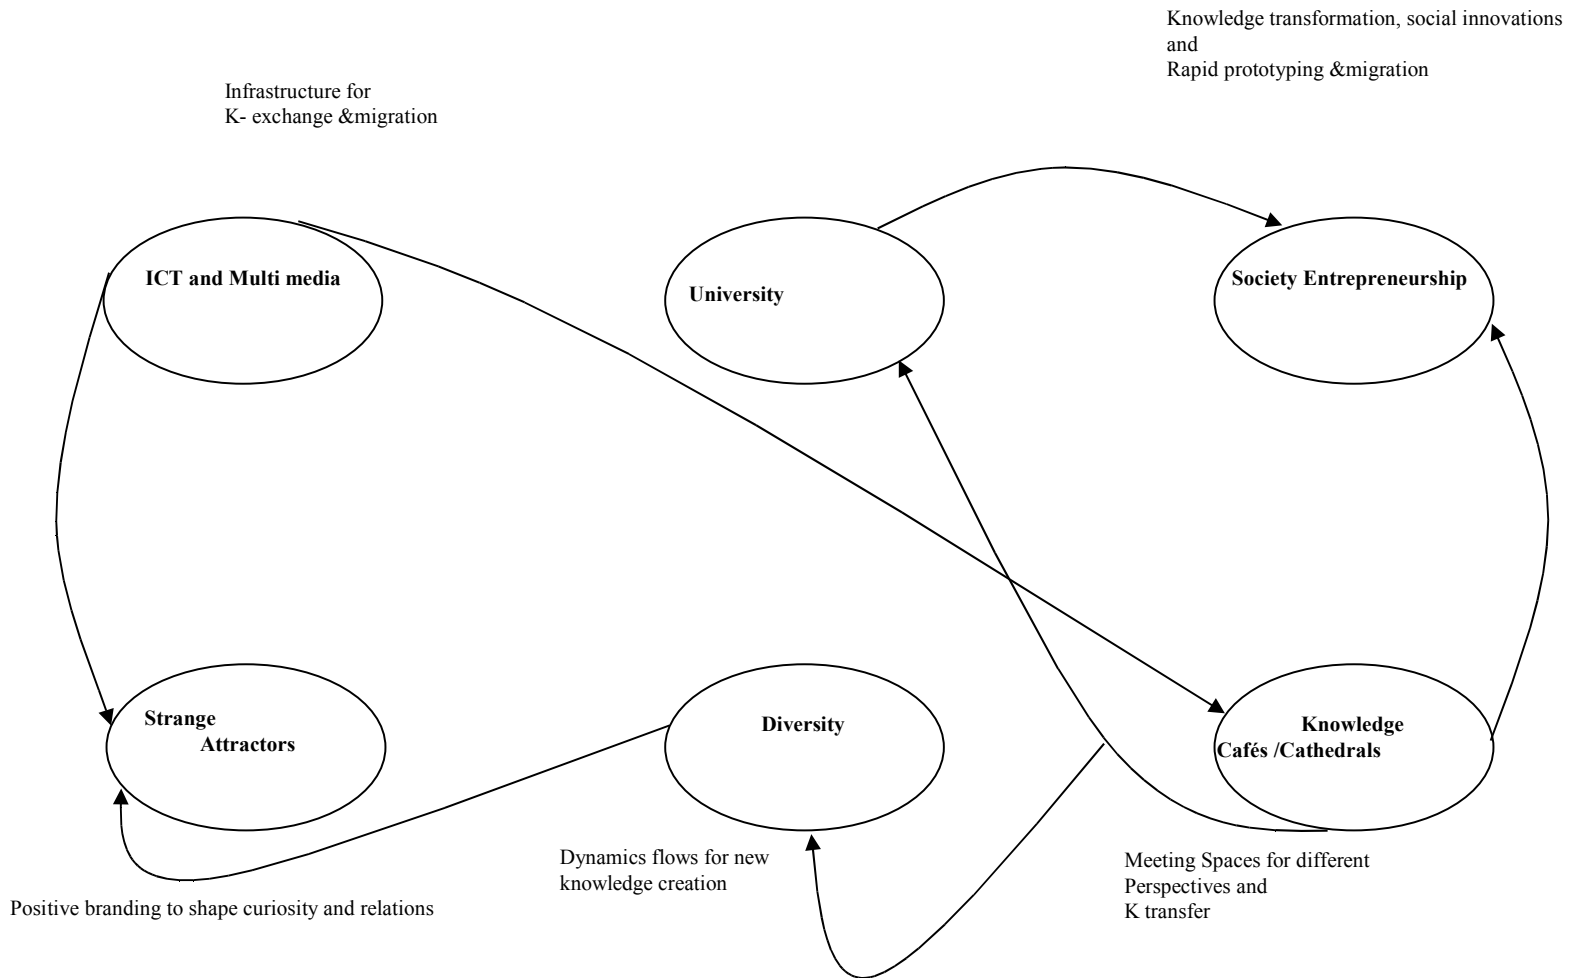 Knowledge transformation, social innovations
and
Rapid prototyping &migration
Infrastructure for
K- exchange &migration
ICT and Multi media
University
Society Entrepreneurship
Strange
Attractors
Diversity
Knowledge
Cafés /Cathedrals
Dynamics flows for new
knowledge creation
Meeting Spaces for different
Perspectives and
K transfer
Positive branding to shape curiosity and relations